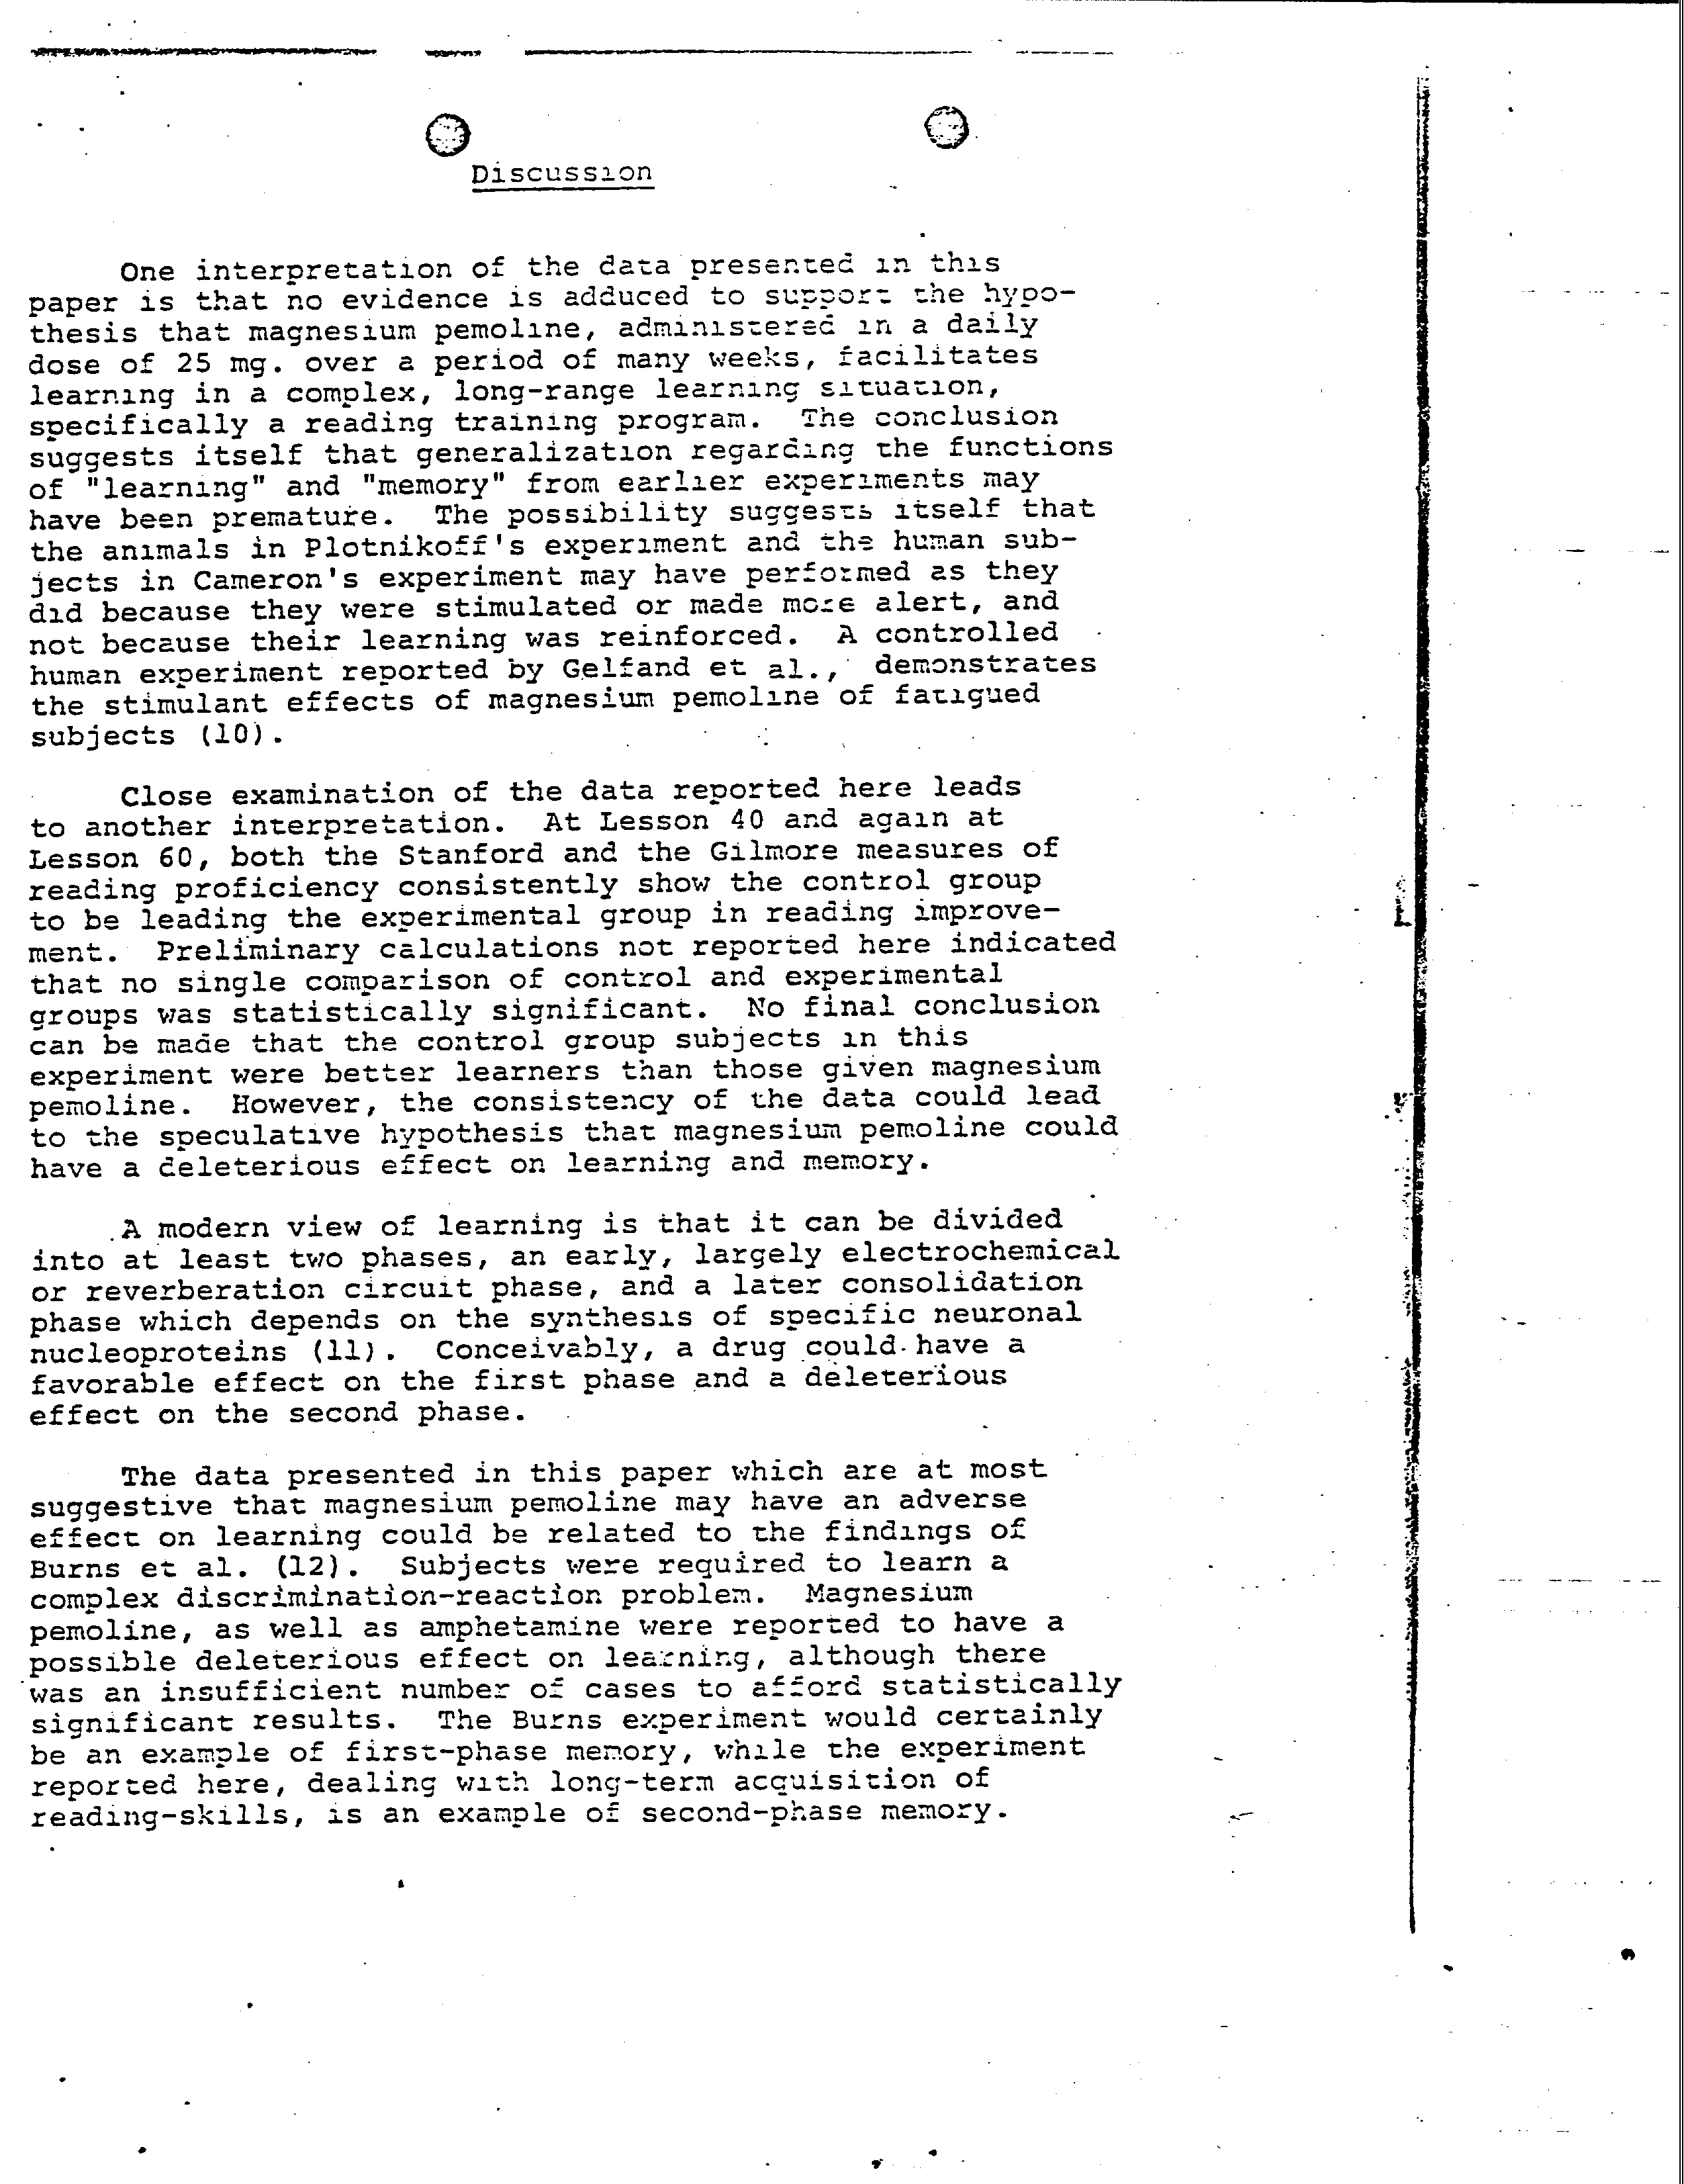 Discussion
One interpretation of the data presented in this
paper is that no evidence is adduced to support the hypo-
thesis that magnesium pemoline, administered in a daily
dose of 25 mg. over a period of many weeks, facilitates
learning in a complex, long-range learning situation,
specifically a reading training program. The conclusion
suggests itself that generalization regarding the functions
of "learning" and "memory" from earlier experiments may
have been premature. The possibility suggests itself that
the animals in Plotnikoff's experiment and the human sub-
jects in Cameron's experiment may have performed as they
did because they were stimulated or made more alert, and
not because their learning was reinforced. A controlled
human experiment reported by Gelfand et al., demonstrates
the stimulant effects of magnesium pemoline of fatigued
subjects (10).
Close examination of the data reported here leads
to another interpretation. At Lesson 40 and again at
Lesson 60, both the Stanford and the Gilmore measures of
reading proficiency consistently show the control group
to be leading the experimental group in reading improve-
ment. Preliminary calculations not reported here indicated
that no single comparison of control and experimental
groups was statistically significant. No final conclusion
can be made that the control group subjects in this
experiment were better learners than those given magnesium
pemoline. However, the consistency of the data could lead
to the speculative hypothesis that magnesium pemoline could
have a deleterious effect on learning and memory.
A modern view of learning is that it can be divided
into at least two phases, an early, largely electrochemical
or reverberation circuit phase, and a later consolidation
phase which depends on the synthesis of specific neuronal
nucleoproteins (11). Conceivably, a drug could have a
favorable effect on the first phase and a deleterious
effect on the second phase.
The data presented in this paper which are at most
suggestive that magnesium pemoline may have an adverse
effect on learning could be related to the findings of
Burns et al. (12). Subjects were required to learn a
complex discrimination-reaction problem. Magnesium
pemoline, as well as amphetamine were reported to have a
possible deleterious effect on learning, although there
was an insufficient number of cases to afford statistically
significant results. The Burns experiment would certainly
be an example of first-phase memory, while the experiment
reported here, dealing with long-term acquisition of
reading-skills, is an example of second-phase memory.